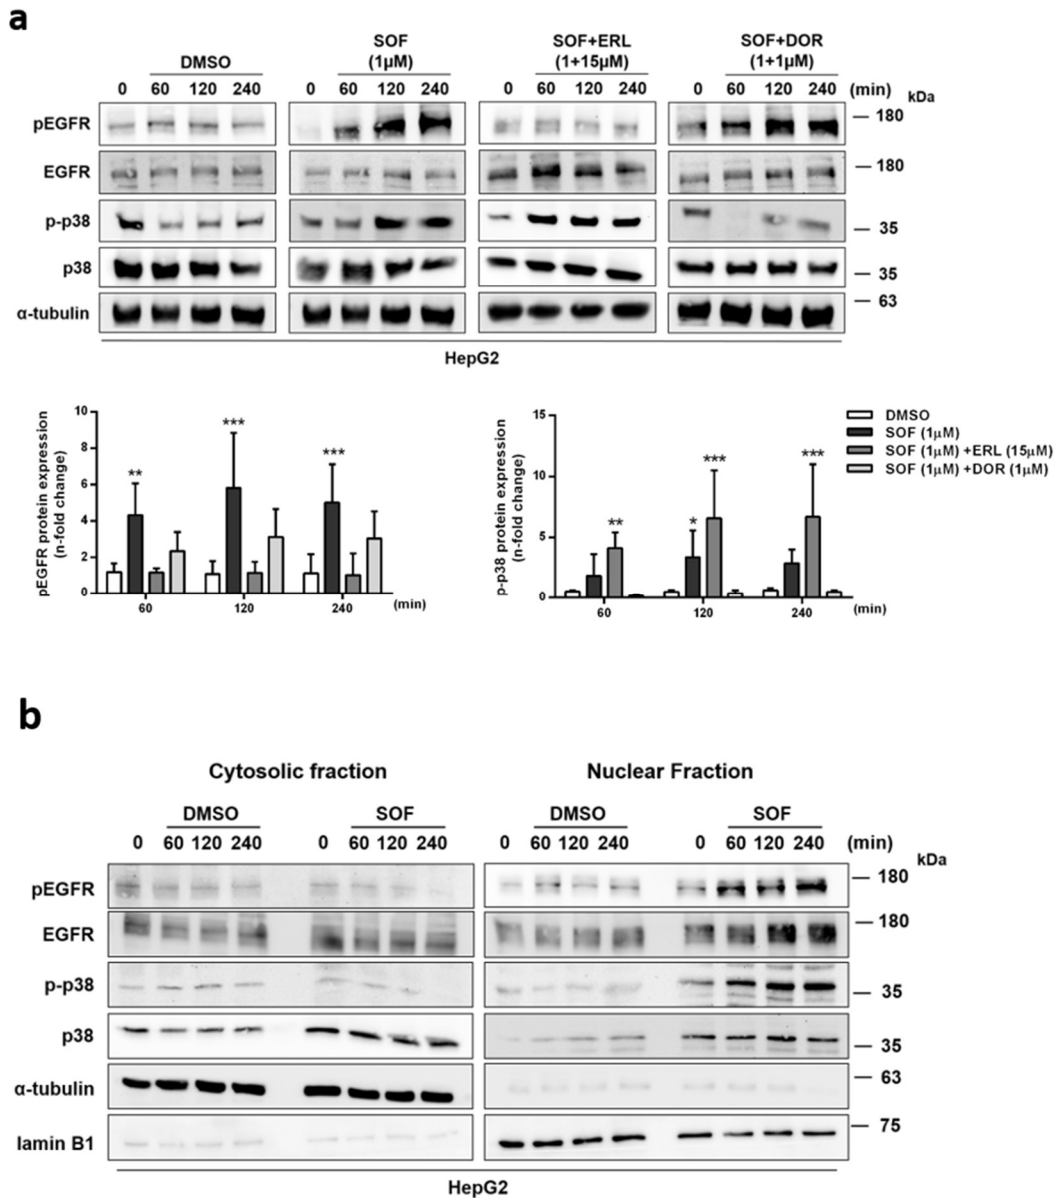 a
DMSO
SOF
(1µM)
SOF+ERL
(1+15µM)
SOF+DOR
(1+1µM)
0 60 120 240 0 60 120 240 0 60 120 240 0 60 120 240 (min) kDa
pEGFR 180
EGFR 180
p-p38 35
p38 35
α-tubulin 63
HepG2
pEGFR protein expression
(n-fold change)
10
8
6
4
2
0
**
***
***
60 120 240 (min)
p-p38 protein expression
(n-fold change)
15
10
5
0
**
*
***
***
60 120 240 (min)
DMSO
SOF (1µM)
SOF (1µM) +ERL (15µM)
SOF (1µM) +DOR (1µM)
b
Cytosolic fraction Nuclear Fraction
DMSO SOF DMSO SOF
0 60 120 240 0 60 120 240 0 60 120 240 0 60 120 240 (min)
kDa
pEGFR 180
EGFR 180
p-p38 35
p38 35
α-tubulin 63
lamin B1 75
HepG2